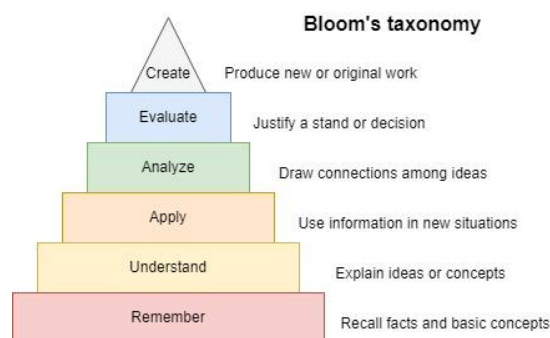 Bloom's taxonomy
Create
Produce new or original work
Evaluate
Justify a stand or decision
Analyze
Draw connections among ideas
Apply
Use information in new situations
Understand
Explain ideas or concepts
Remember
Recall facts and basic concepts